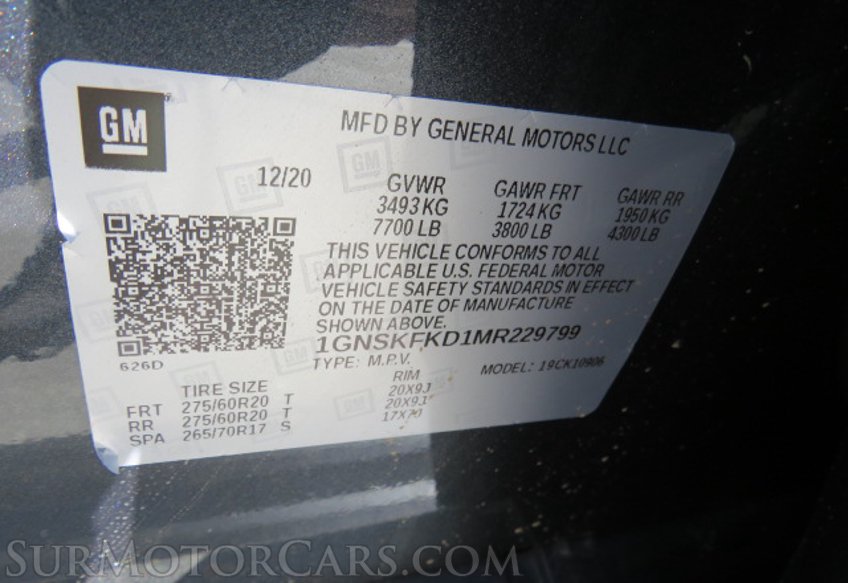 GM
MFD BY GENERAL MOTORS LLC
12/20
GVWR GAWR FRT GAWR RR
3493 KG 1724 KG 1950 KG
7700 LB 3800 LB 4300 LB
THIS VEHICLE CONFORMS TO ALL
APPLICABLE U.S. FEDERAL MOTOR
VEHICLE SAFETY STANDARDS IN EFFECT
ON THE DATE OF MANUFACTURE
SHOWN ABOVE.
1GNSKFKD1MR229799
626D
TYPE: M.P.V. MODEL: 19CK10906
TIRE SIZE RIM
FRT 275/60R20 T 20X9J
RR 275/60R20 T 20X9J
SPA 265/70R17 S 17X7J
SurMotorCars.com